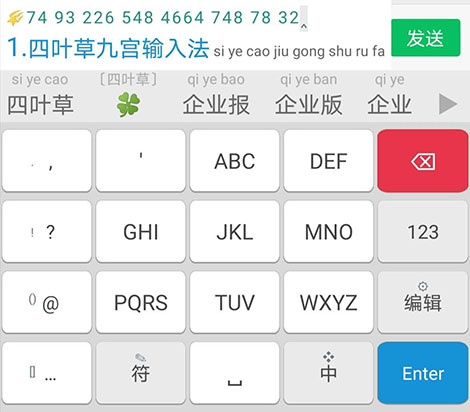 74 93 226 548 4664 748 78 32‸
发送
1.四叶草九宫输入法 si ye cao jiu gong shu ru fa
si ye cao 〔四叶草〕 qi ye bao qi ye ban qi ye
四叶草 🍀 企业报 企业版 企业
. , ' ABC DEF
! ? GHI JKL MNO 123
() @ PQRS TUV WXYZ 编辑
… 符 中 Enter